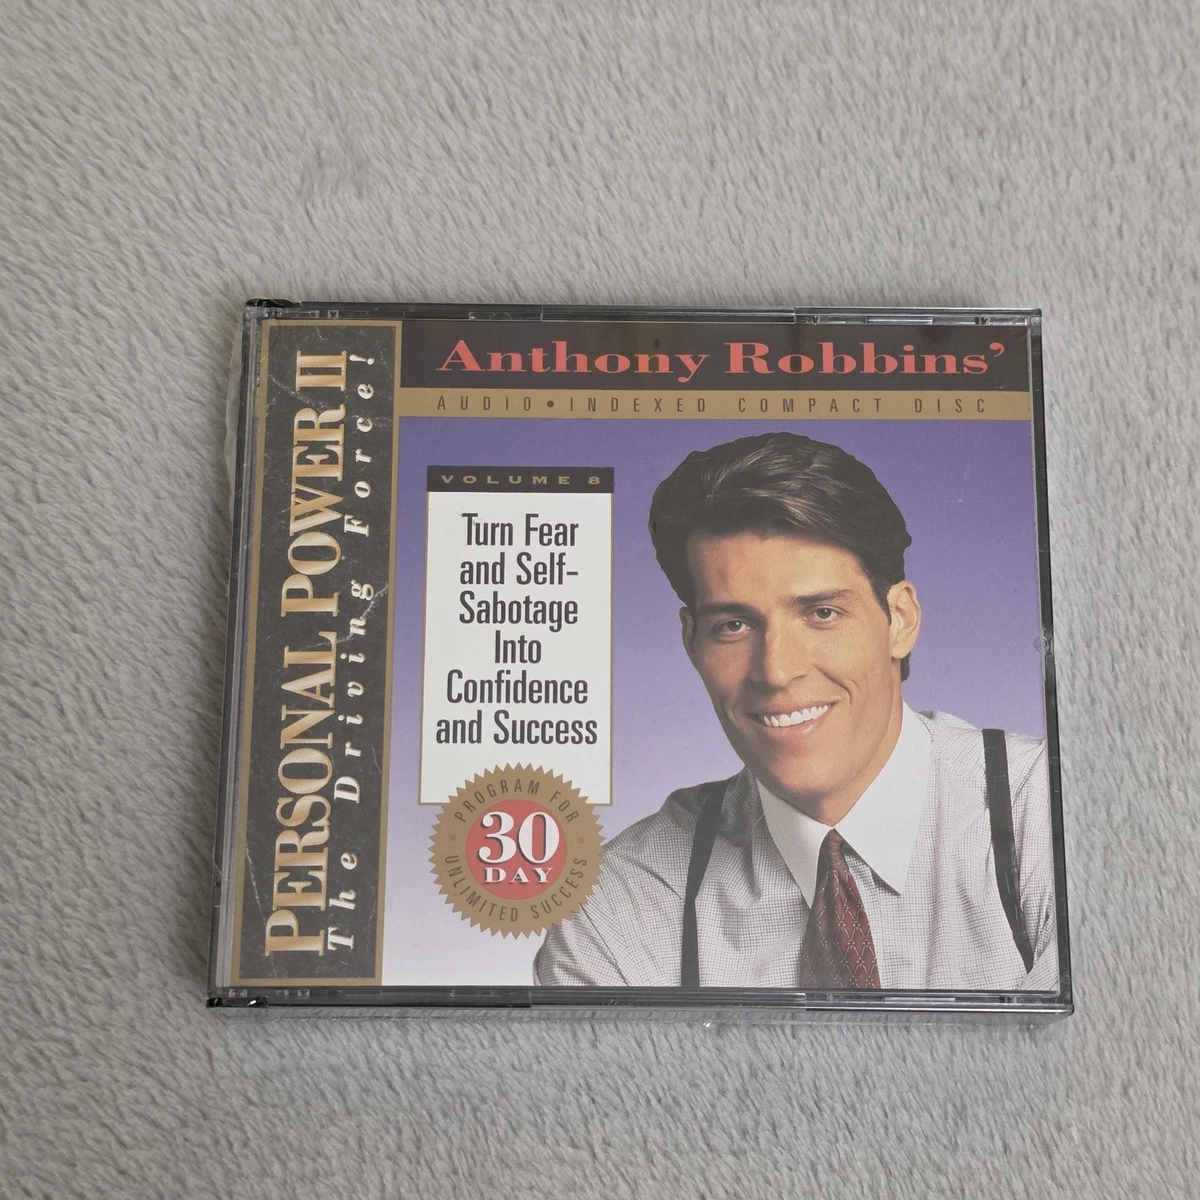 PERSONAL POWER II
The Driving Force!
Anthony Robbins'
AUDIO • INDEXED COMPACT DISC
VOLUME 8
Turn Fear
and Self-
Sabotage
Into
Confidence
and Success
PROGRAM FOR
30
DAY
UNLIMITED SUCCESS